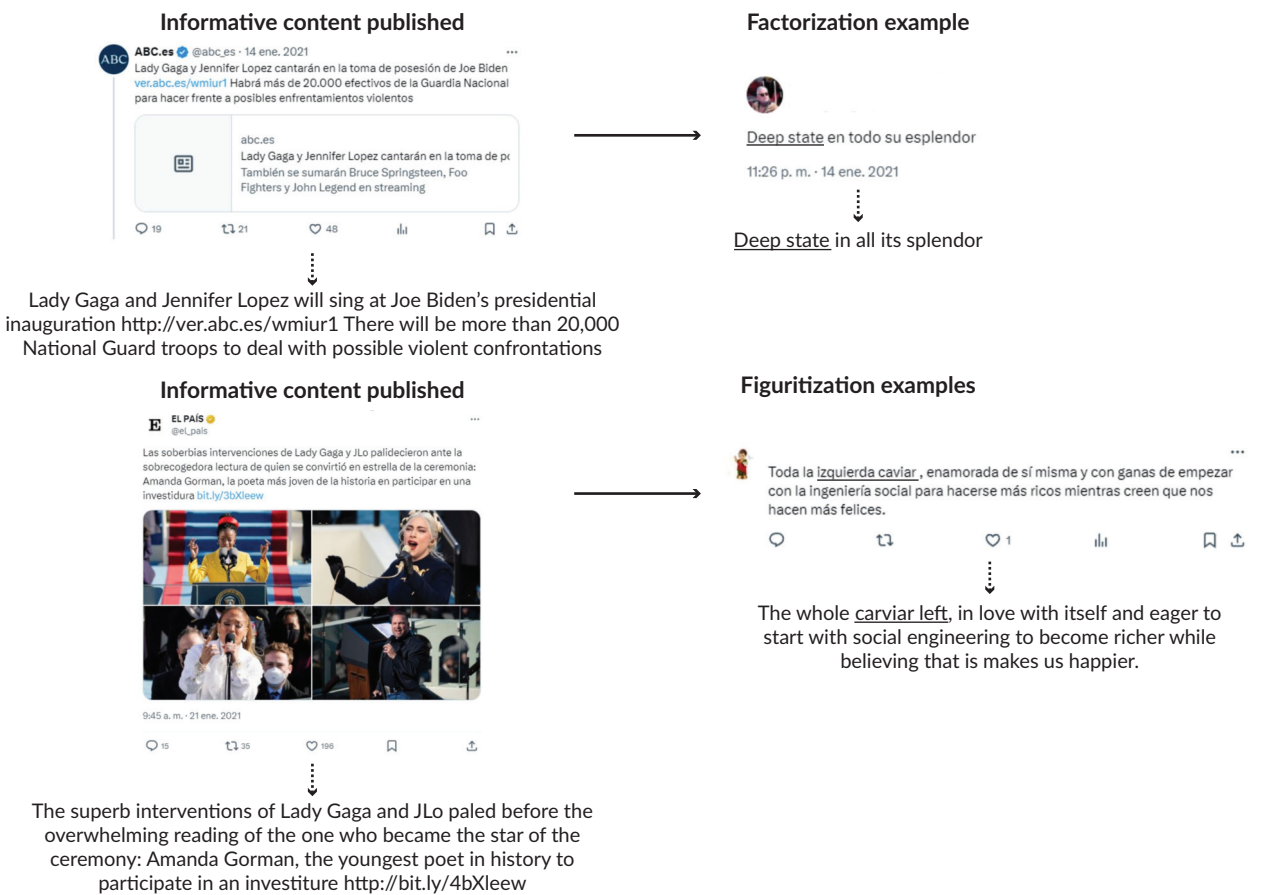 Informative content published
ABC
ABC.es @abc_es · 14 ene. 2021
Lady Gaga y Jennifer Lopez cantarán en la toma de posesión de Joe Biden
ver.abc.es/wmiur1 Habrá más de 20.000 efectivos de la Guardia Nacional
para hacer frente a posibles enfrentamientos violentos
abc.es
Lady Gaga y Jennifer Lopez cantarán en la toma de po
También se sumarán Bruce Springsteen, Foo
Fighters y John Legend en streaming
19 21 48
Lady Gaga and Jennifer Lopez will sing at Joe Biden's presidential
inauguration http://ver.abc.es/wmiur1 There will be more than 20,000
National Guard troops to deal with possible violent confrontations
Factorization example
Deep state en todo su esplendor
11:26 p. m. · 14 ene. 2021
Deep state in all its splendor
Informative content published
E EL PAÍS
@el_pais
Las soberbias intervenciones de Lady Gaga y JLo palidecieron ante la
sobrecogedora lectura de quien se convirtió en estrella de la ceremonia:
Amanda Gorman, la poeta más joven de la historia en participar en una
investidura bit.ly/3bXleew
9:45 a. m. · 21 ene. 2021
15 35 196
The superb interventions of Lady Gaga and JLo paled before the
overwhelming reading of the one who became the star of the
ceremony: Amanda Gorman, the youngest poet in history to
participate in an investiture http://bit.ly/4bXleew
Figuritization examples
Toda la izquierda caviar , enamorada de sí misma y con ganas de empezar
con la ingeniería social para hacerse más ricos mientras creen que nos
hacen más felices.
1
The whole carviar left, in love with itself and eager to
start with social engineering to become richer while
believing that is makes us happier.